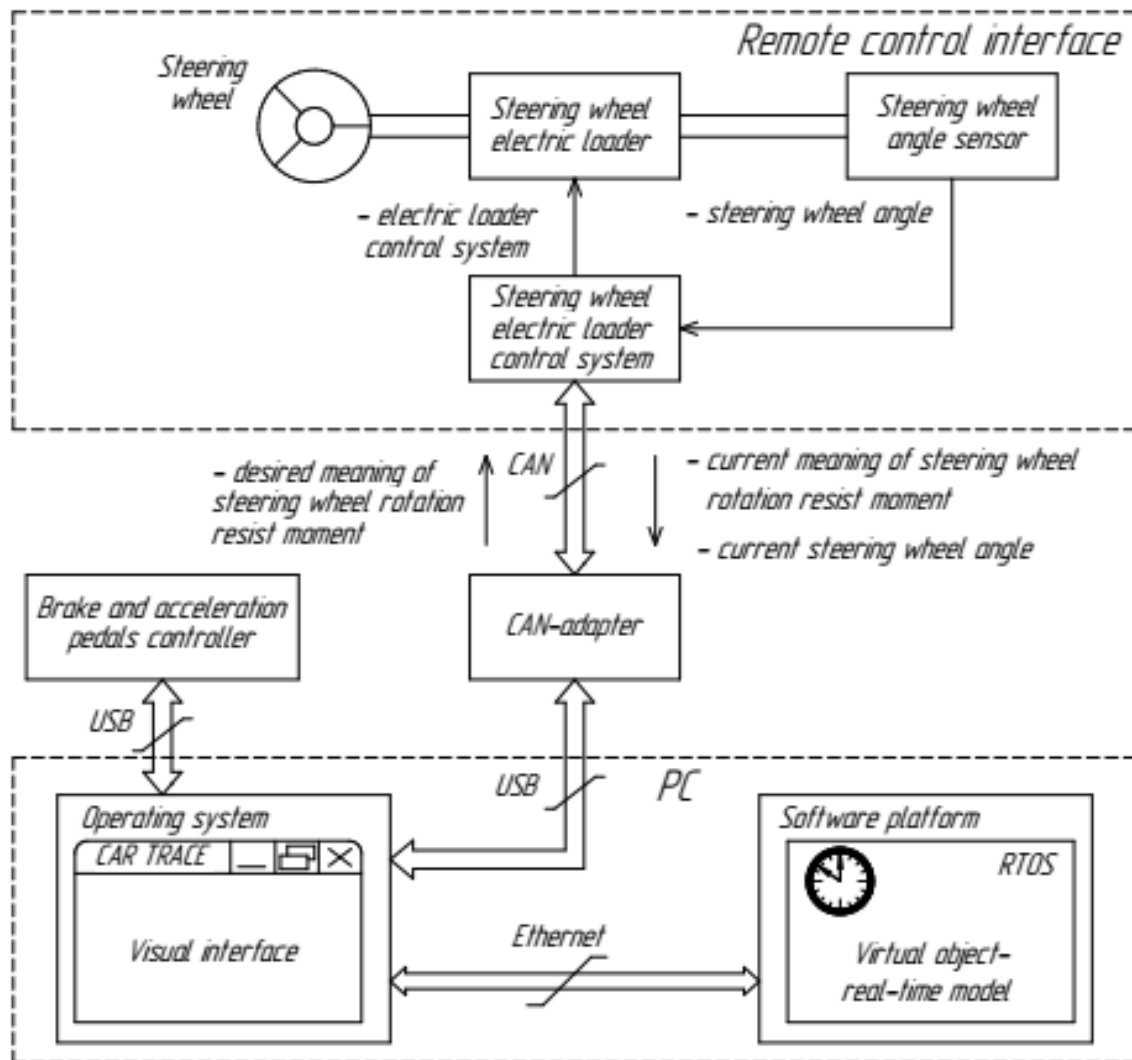 Remote control interface
Steering
wheel
Steering wheel
electric loader
Steering wheel
angle sensor
- electric loader
control system
- steering wheel angle
Steering wheel
electric loader
control system
CAN
- desired meaning of
steering wheel rotation
resist moment
- current meaning of steering wheel
rotation resist moment
- current steering wheel angle
Brake and acceleration
pedals controller
CAN-adapter
USB
USB
PC
Operating system
CAR TRACE
Visual interface
Ethernet
Software platform
RTOS
Virtual object-
real-time model